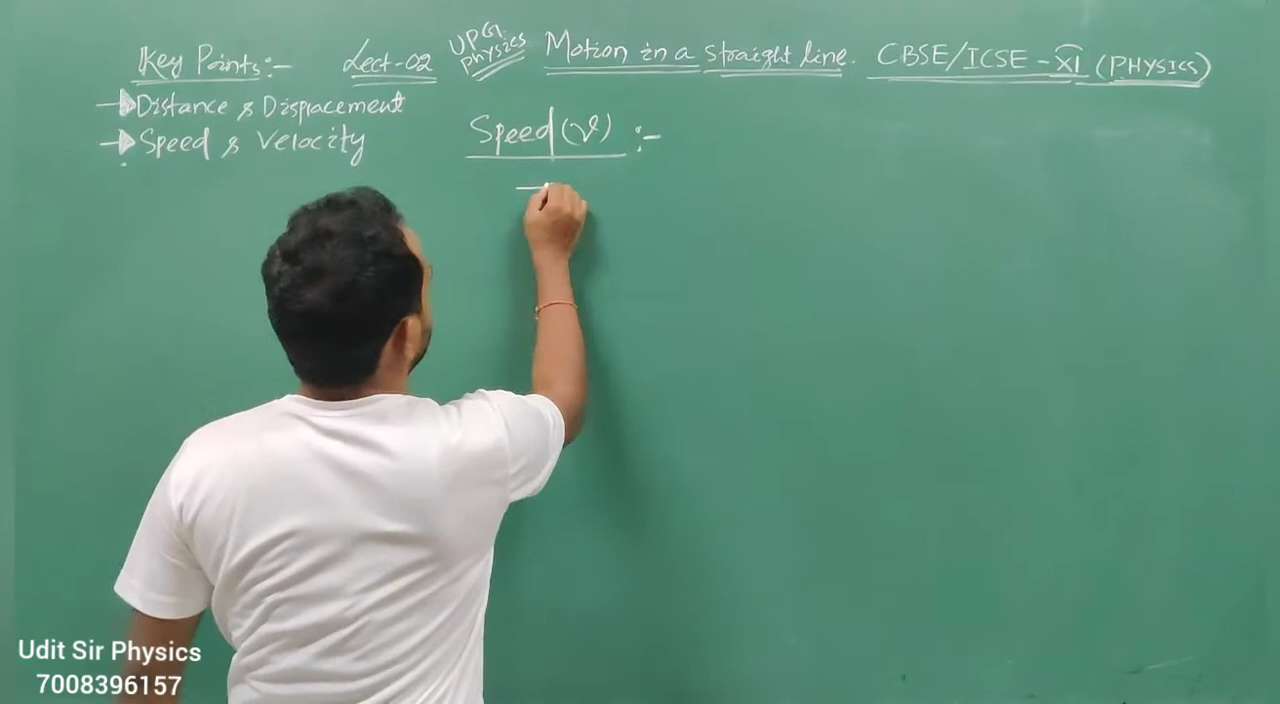 Key Points:-
Lect-02
UPG
Physics
Motion in a straight line.
CBSE/ICSE - XI (PHYSICS)
→ Distance & Displacement
→ Speed & Velocity
Speed (v) :-
Udit Sir Physics
7008396157